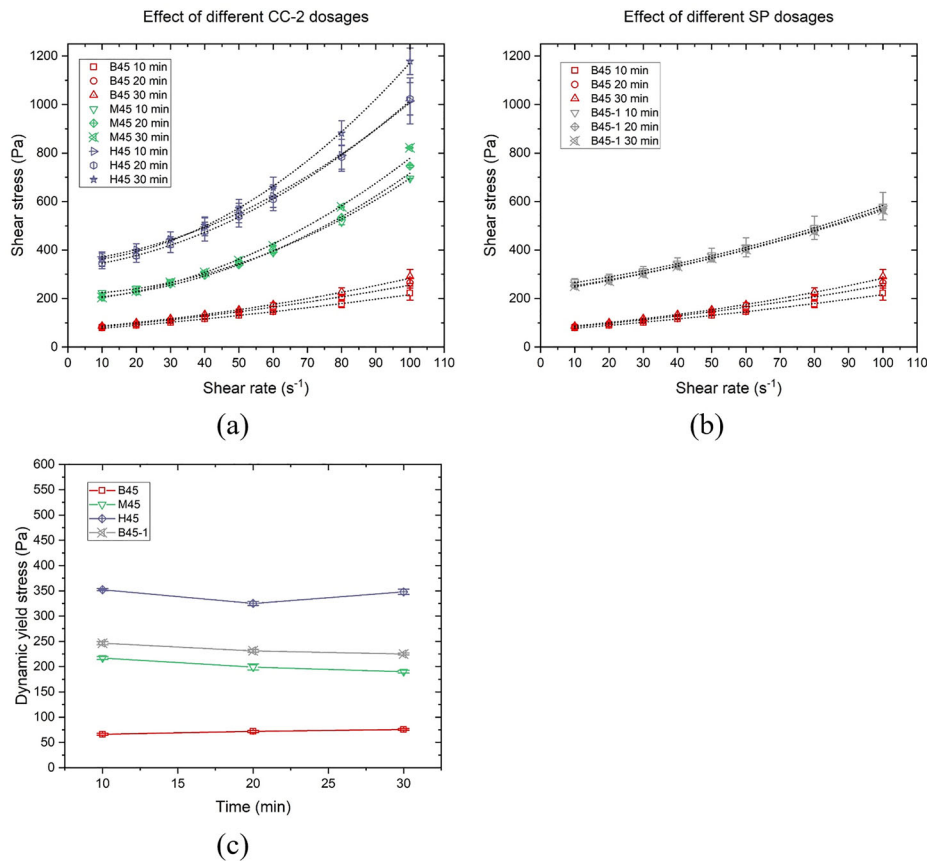 Effect of different CC-2 dosages
1200
1000
800
600
400
200
0
Shear stress (Pa)
B45 10 min
B45 20 min
B45 30 min
M45 10 min
M45 20 min
M45 30 min
H45 10 min
H45 20 min
H45 30 min
0 10 20 30 40 50 60 70 80 90 100 110
Shear rate (s⁻¹)
(a)
Effect of different SP dosages
1200
1000
800
600
400
200
0
Shear stress (Pa)
B45 10 min
B45 20 min
B45 30 min
B45-1 10 min
B45-1 20 min
B45-1 30 min
0 10 20 30 40 50 60 70 80 90 100 110
Shear rate (s⁻¹)
(b)
600
550
500
450
400
350
300
250
200
150
100
50
0
Dynamic yield stress (Pa)
B45
M45
H45
B45-1
10 15 20 25 30
Time (min)
(c)